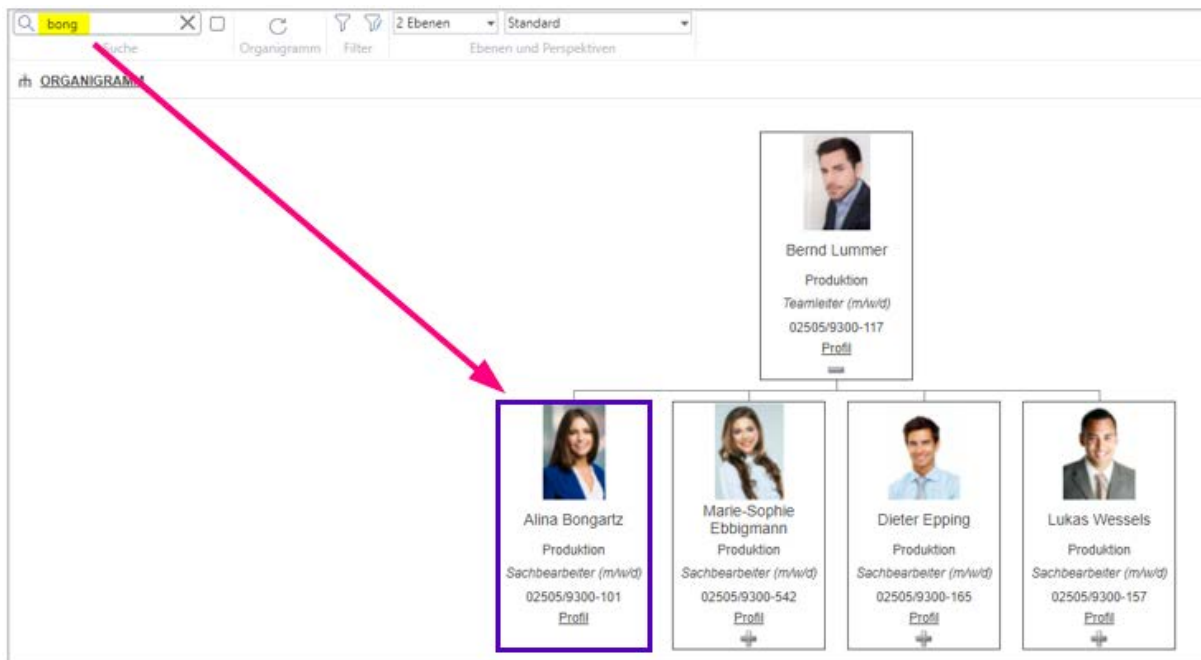 bong
2 Ebenen
Standard
Suche
Organigramm
Filter
Ebenen und Perspektiven
ORGANIGRAMM
Bernd Lummer
Produktion
Teamleiter (m/w/d)
02505/9300-117
Profil
Alina Bongartz
Produktion
Sachbearbeiter (m/w/d)
02505/9300-101
Profil
Marie-Sophie
Ebbigmann
Produktion
Sachbearbeiter (m/w/d)
02505/9300-542
Profil
Dieter Epping
Produktion
Sachbearbeiter (m/w/d)
02505/9300-165
Profil
Lukas Wessels
Produktion
Sachbearbeiter (m/w/d)
02505/9300-157
Profil